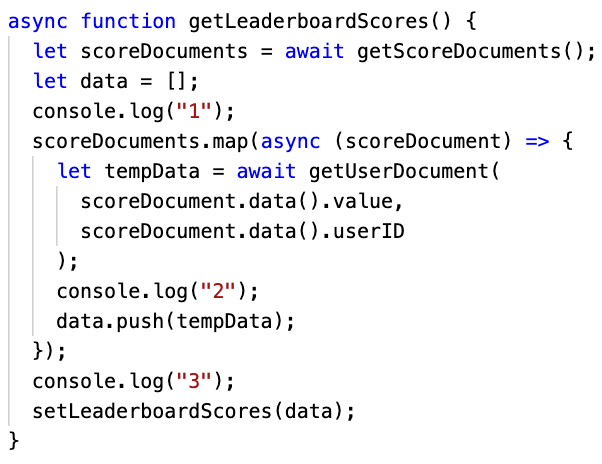 async function getLeaderboardScores() {
  let scoreDocuments = await getScoreDocuments();
  let data = [];
  console.log("1");
  scoreDocuments.map(async (scoreDocument) => {
    let tempData = await getUserDocument(
      scoreDocument.data().value,
      scoreDocument.data().userID
    );
    console.log("2");
    data.push(tempData);
  });
  console.log("3");
  setLeaderboardScores(data);
}